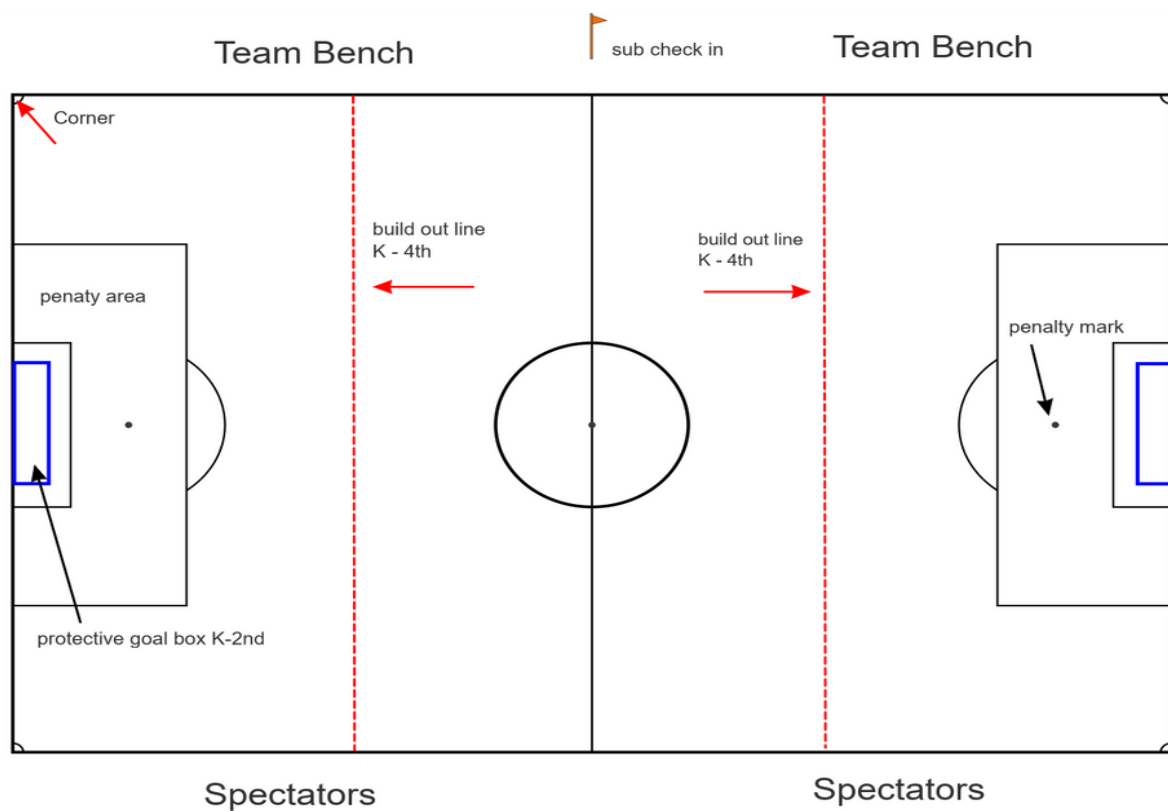 Team Bench
sub check in
Team Bench
Corner
build out line
K - 4th
build out line
K - 4th
penaty area
penalty mark
protective goal box K-2nd
Spectators
Spectators